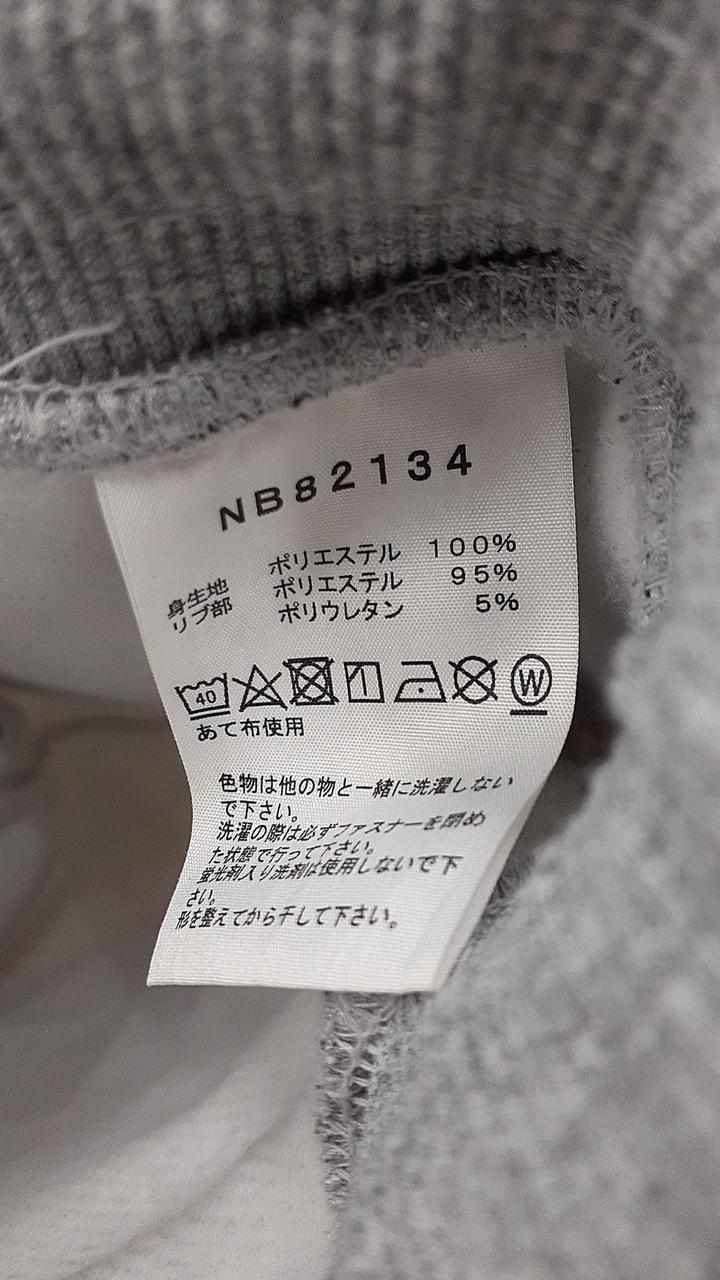 NB82134
ポリエステル 100%
身生地 ポリエステル 95%
リブ部 ポリウレタン 5%
40 W
あて布使用
色物は他の物と一緒に洗濯しない
で下さい。
洗濯の際は必ずファスナーを閉め
た状態で行って下さい。
蛍光剤入り洗剤は使用しないで下
さい。
形を整えてから干して下さい。